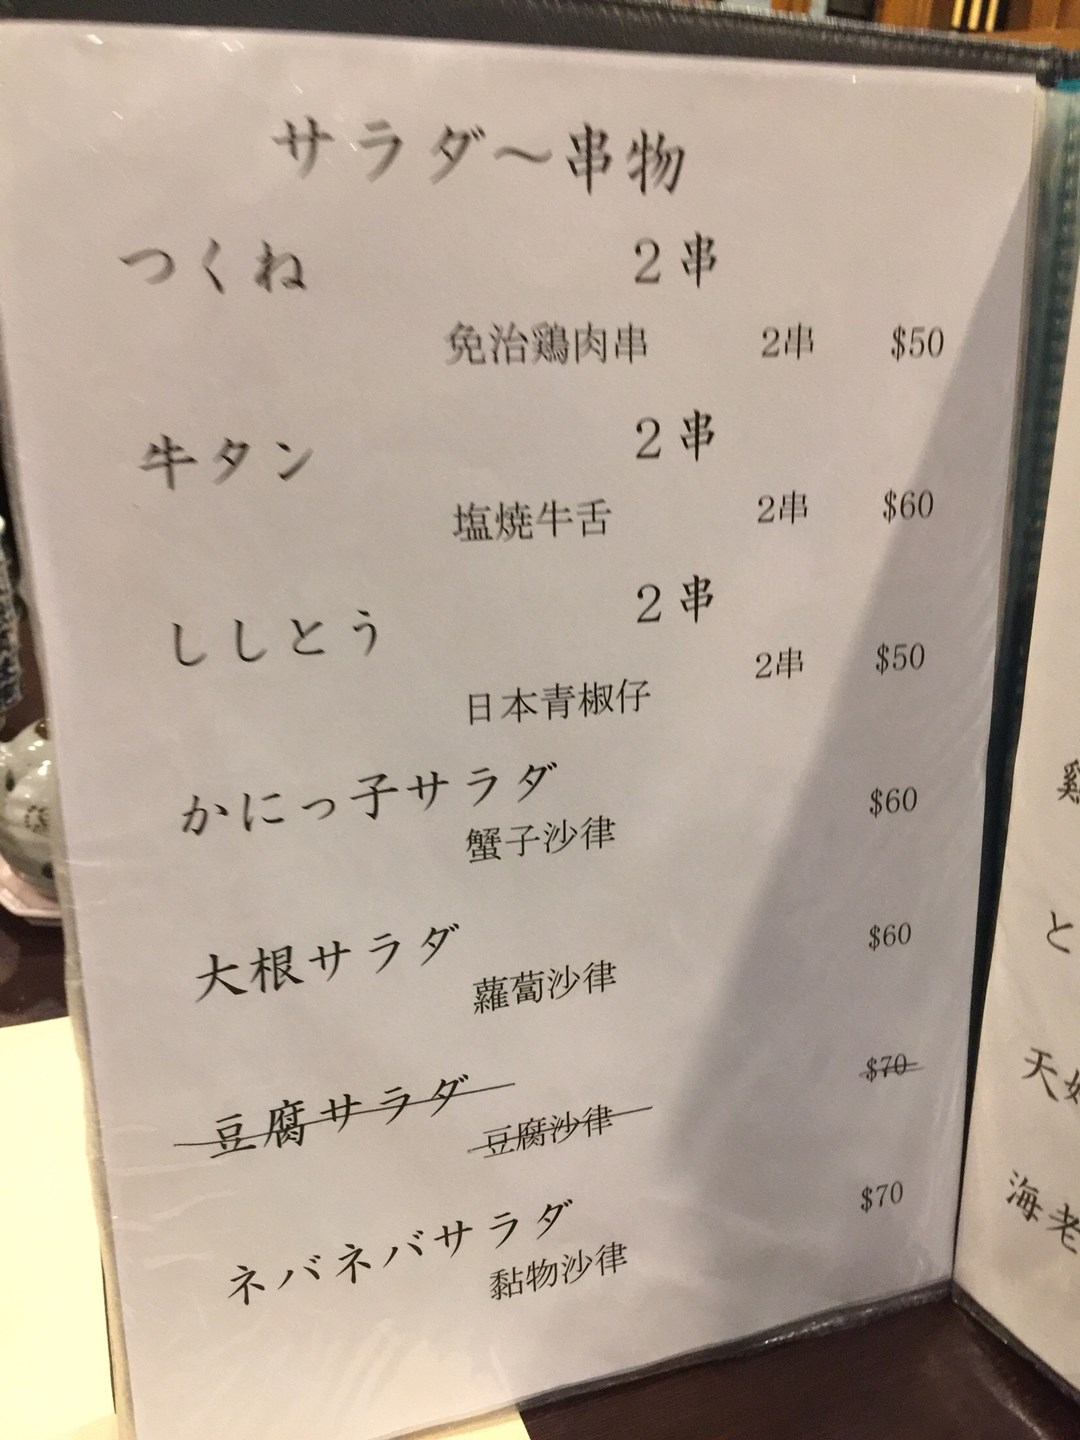 サラダ～串物
つくね 2串
免治鶏肉串 2串 $50
牛タン 2串
塩焼牛舌 2串 $60
ししとう 2串
日本青椒仔 2串 $50
かにっ子サラダ
蟹子沙律 $60
大根サラダ
蘿蔔沙律 $60
豆腐サラダ
豆腐沙律 $70
ネバネバサラダ
黏物沙律 $70
と
天
海老